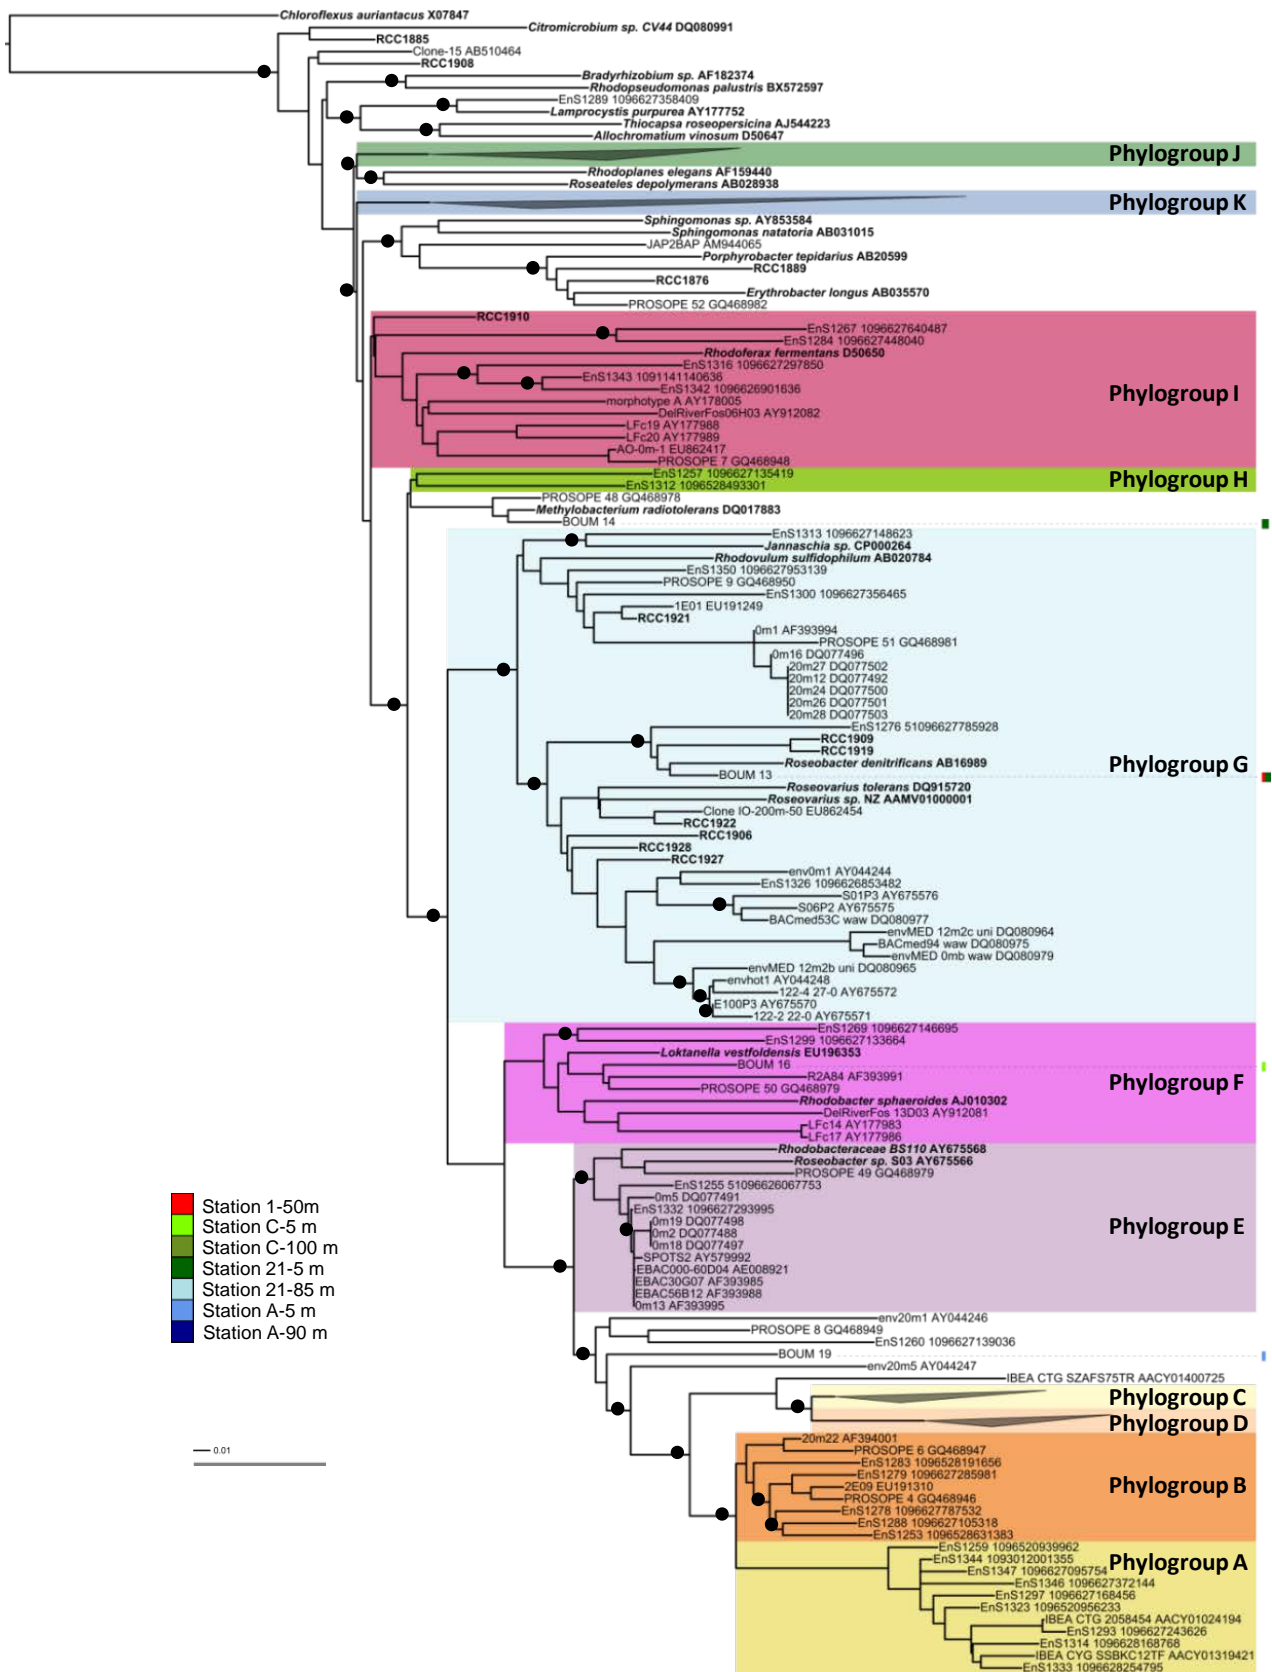 Chloroflexus auriantacus X07847
Citromicrobium sp. CV44 DQ080991
RCC1885
Clone-15 AB510464
RCC1908
Bradyrhizobium sp. AF182374
Rhodopseudomonas palustris BX572597
EnS1289 1096627358409
Lamprocystis purpurea AY177752
Thiocapsa roseopersicina AJ544223
Allochromatium vinosum D50647
Phylogroup J
Rhodoplanes elegans AF159440
Roseateles depolymerans AB028938
Phylogroup K
Sphingomonas sp. AY853584
Sphingomonas natatoria AB031015
JAP2BAP AM944065
Porphyrobacter tepidarius AB20599
RCC1889
RCC1876
Erythrobacter longus AB035570
PROSOPE 52 GQ468982
RCC1910
EnS1267 1096627640487
EnS1284 1096627448040
Rhodoferax fermentans D50650
EnS1316 1096627297850
EnS1343 1091141140636
EnS1342 1096626901636
Phylogroup I
morphotype A AY178005
DelRiverFos06H03 AY912082
LFc19 AY177988
LFc20 AY177989
AO-0m-1 EU862417
PROSOPE 7 GQ468948
EnS1257 1096627135419
Phylogroup H
EnS1312 1096528493301
PROSOPE 48 GQ468978
Methylobacterium radiotolerans DQ017883
BOUM 14
EnS1313 1096627148623
Jannaschia sp. CP000264
Rhodovulum sulfidophilum AB020784
EnS1350 1096627953139
PROSOPE 9 GQ468950
EnS1300 1096627356465
1E01 EU191249
RCC1921
0m1 AF393994
PROSOPE 51 GQ468981
0m16 DQ077496
20m27 DQ077502
20m12 DQ077492
20m24 DQ077500
20m26 DQ077501
20m28 DQ077503
EnS1276 51096627785928
RCC1909
RCC1919
Roseobacter denitrificans AB16989
Phylogroup G
BOUM 13
Roseovarius tolerans DQ915720
Roseovarius sp. NZ AAMV01000001
Clone IO-200m-50 EU862454
RCC1922
RCC1906
RCC1928
RCC1927
env0m1 AY044244
EnS1326 1096626853482
S01P3 AY675576
S06P2 AY675575
BACmed53C waw DQ080977
envMED 12m2c uni DQ080964
BACmed94 waw DQ080975
envMED 0mb waw DQ080979
envMED 12m2b uni DQ080965
envhot1 AY044248
122-4 27-0 AY675572
E100P3 AY675570
122-2 22-0 AY675571
EnS1269 1096627146695
EnS1299 1096627133664
Loktanella vestfoldensis EU196353
BOUM 16
R2A84 AF393991
Phylogroup F
PROSOPE 50 GQ468979
Rhodobacter sphaeroides AJ010302
DelRiverFos 13D03 AY912081
LFc14 AY177983
LFc17 AY177986
Rhodobacteraceae BS110 AY675568
Roseobacter sp. S03 AY675566
PROSOPE 49 GQ468979
EnS1255 51096626067753
0m5 DQ077491
EnS1332 1096627293995
0m19 DQ077498
0m2 DQ077488
Phylogroup E
0m18 DQ077497
SPOTS2 AY579992
EBAC000-60D04 AE008921
EBAC30G07 AF393985
EBAC56B12 AF393988
0m13 AF393995
Station 1-50m
Station C-5 m
Station C-100 m
Station 21-5 m
Station 21-85 m
Station A-5 m
Station A-90 m
env20m1 AY044246
PROSOPE 8 GQ468949
EnS1260 1096627139036
BOUM 19
env20m5 AY044247
IBEA CTG SZAFS75TR AACY01400725
Phylogroup C
Phylogroup D
0.01
20m22 AF394001
PROSOPE 6 GQ468947
EnS1283 1096528191656
EnS1279 1096627285981
2E09 EU191310
Phylogroup B
PROSOPE 4 GQ468946
EnS1278 1096627787532
EnS1288 1096627105318
EnS1253 1096528631383
EnS1259 1096520939962
EnS1344 1093012001355
Phylogroup A
EnS1347 1096627095754
EnS1346 1096627372144
EnS1297 1096627168456
EnS1323 1096520956233
IBEA CTG 2058454 AACY01024194
EnS1293 1096627243626
EnS1314 1096628168768
IBEA CYG SSBKC12TF AACY01319421
EnS1333 1096628254795